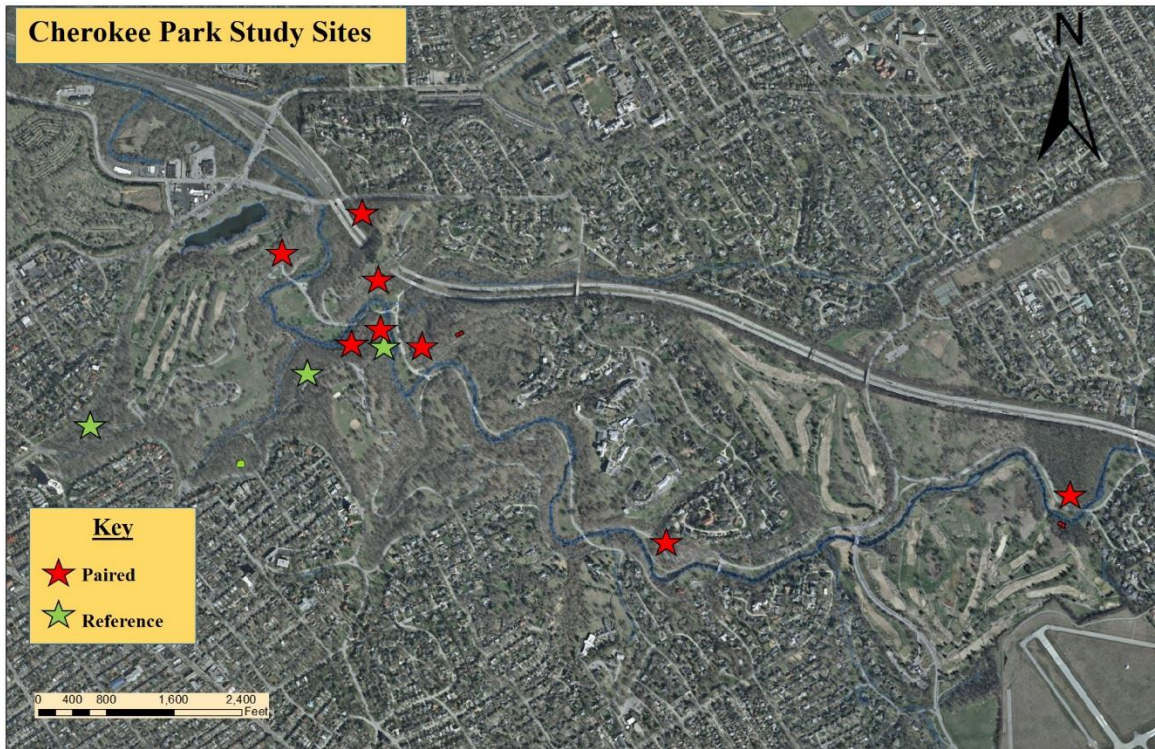 Cherokee Park Study Sites
N
Key
Paired
Reference
0 400 800 1,600 2,400
Feet